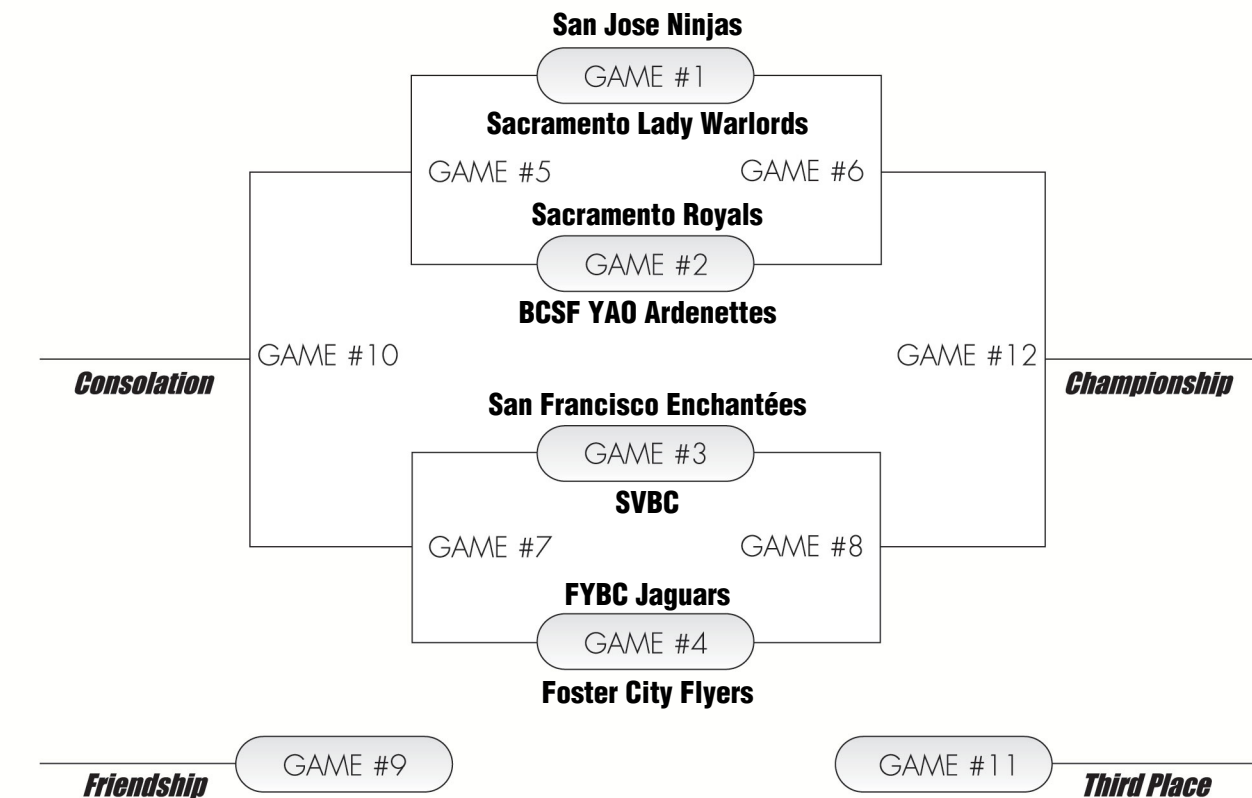 San Jose Ninjas
GAME #1
Sacramento Lady Warlords
GAME #5
GAME #6
Sacramento Royals
GAME #2
BCSF YAO Ardenettes
GAME #10
GAME #12
Consolation
Championship
San Francisco Enchantées
GAME #3
SVBC
GAME #7
GAME #8
FYBC Jaguars
GAME #4
Foster City Flyers
GAME #9
GAME #11
Friendship
Third Place